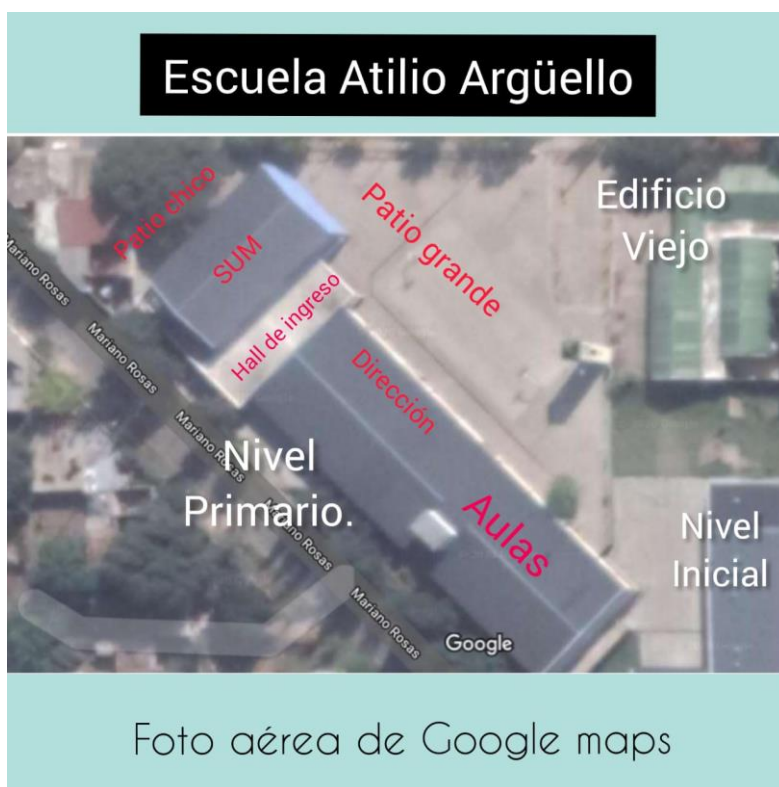 Escuela Atilio Argüello
Patio chico
SUM
Patio grande
Edificio
Viejo
Mariano Rosas
Mariano Rosas
Hall de ingreso
Dirección
Mariano Rosas
Nivel
Primario.
Mariano Rosas
Aulas
Nivel
Inicial
Mariano Rosas
Google
Foto aérea de Google maps